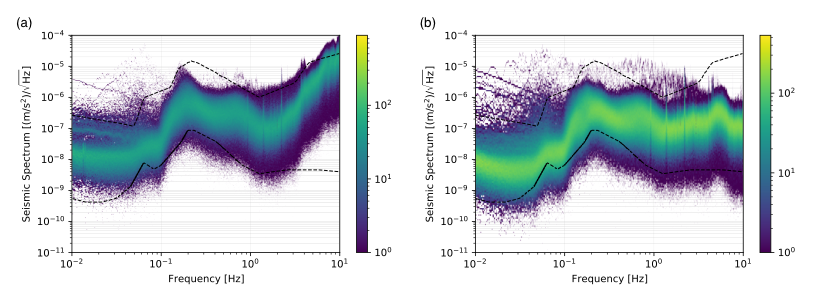 (a)
(b)
10⁻⁴
10⁻⁵
10⁻⁶
10⁻⁷
10⁻⁸
10⁻⁹
10⁻¹⁰
10⁻¹¹
Seismic Spectrum [(m/s²)/√Hz]
10⁻² 10⁻¹ 10⁰ 10¹
Frequency [Hz]
10²
10¹
10⁰
10⁻⁴
10⁻⁵
10⁻⁶
10⁻⁷
10⁻⁸
10⁻⁹
10⁻¹⁰
10⁻¹¹
Seismic Spectrum [(m/s²)/√Hz]
10⁻² 10⁻¹ 10⁰ 10¹
Frequency [Hz]
10²
10¹
10⁰